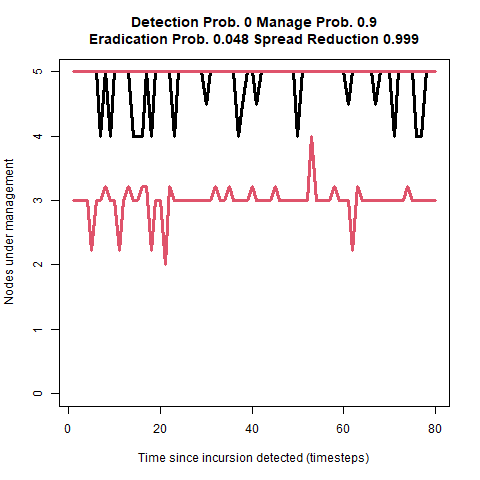 Detection Prob. 0 Manage Prob. 0.9
Eradication Prob. 0.048 Spread Reduction 0.999
Nodes under management
5
4
3
2
1
0
0 20 40 60 80
Time since incursion detected (timesteps)